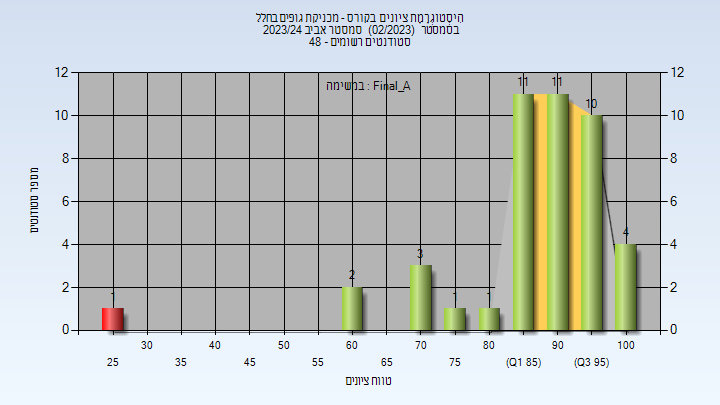 היסטוגרמת ציונים בקורס - מכניקת גופים בחלל
בסמסטר (02/2023) סמסטר אביב 2023/24
סטודנטים רשומים - 48
במשימה : Final_A
מספר סטודנטים
12 12
10 10
8 8
6 6
4 4
2 2
0 0
1 2 3 1 1 11 11 10 4
30 40 50 60 70 80 90 100
25 35 45 55 65 75 (Q1 85) (Q3 95)
טווח ציונים